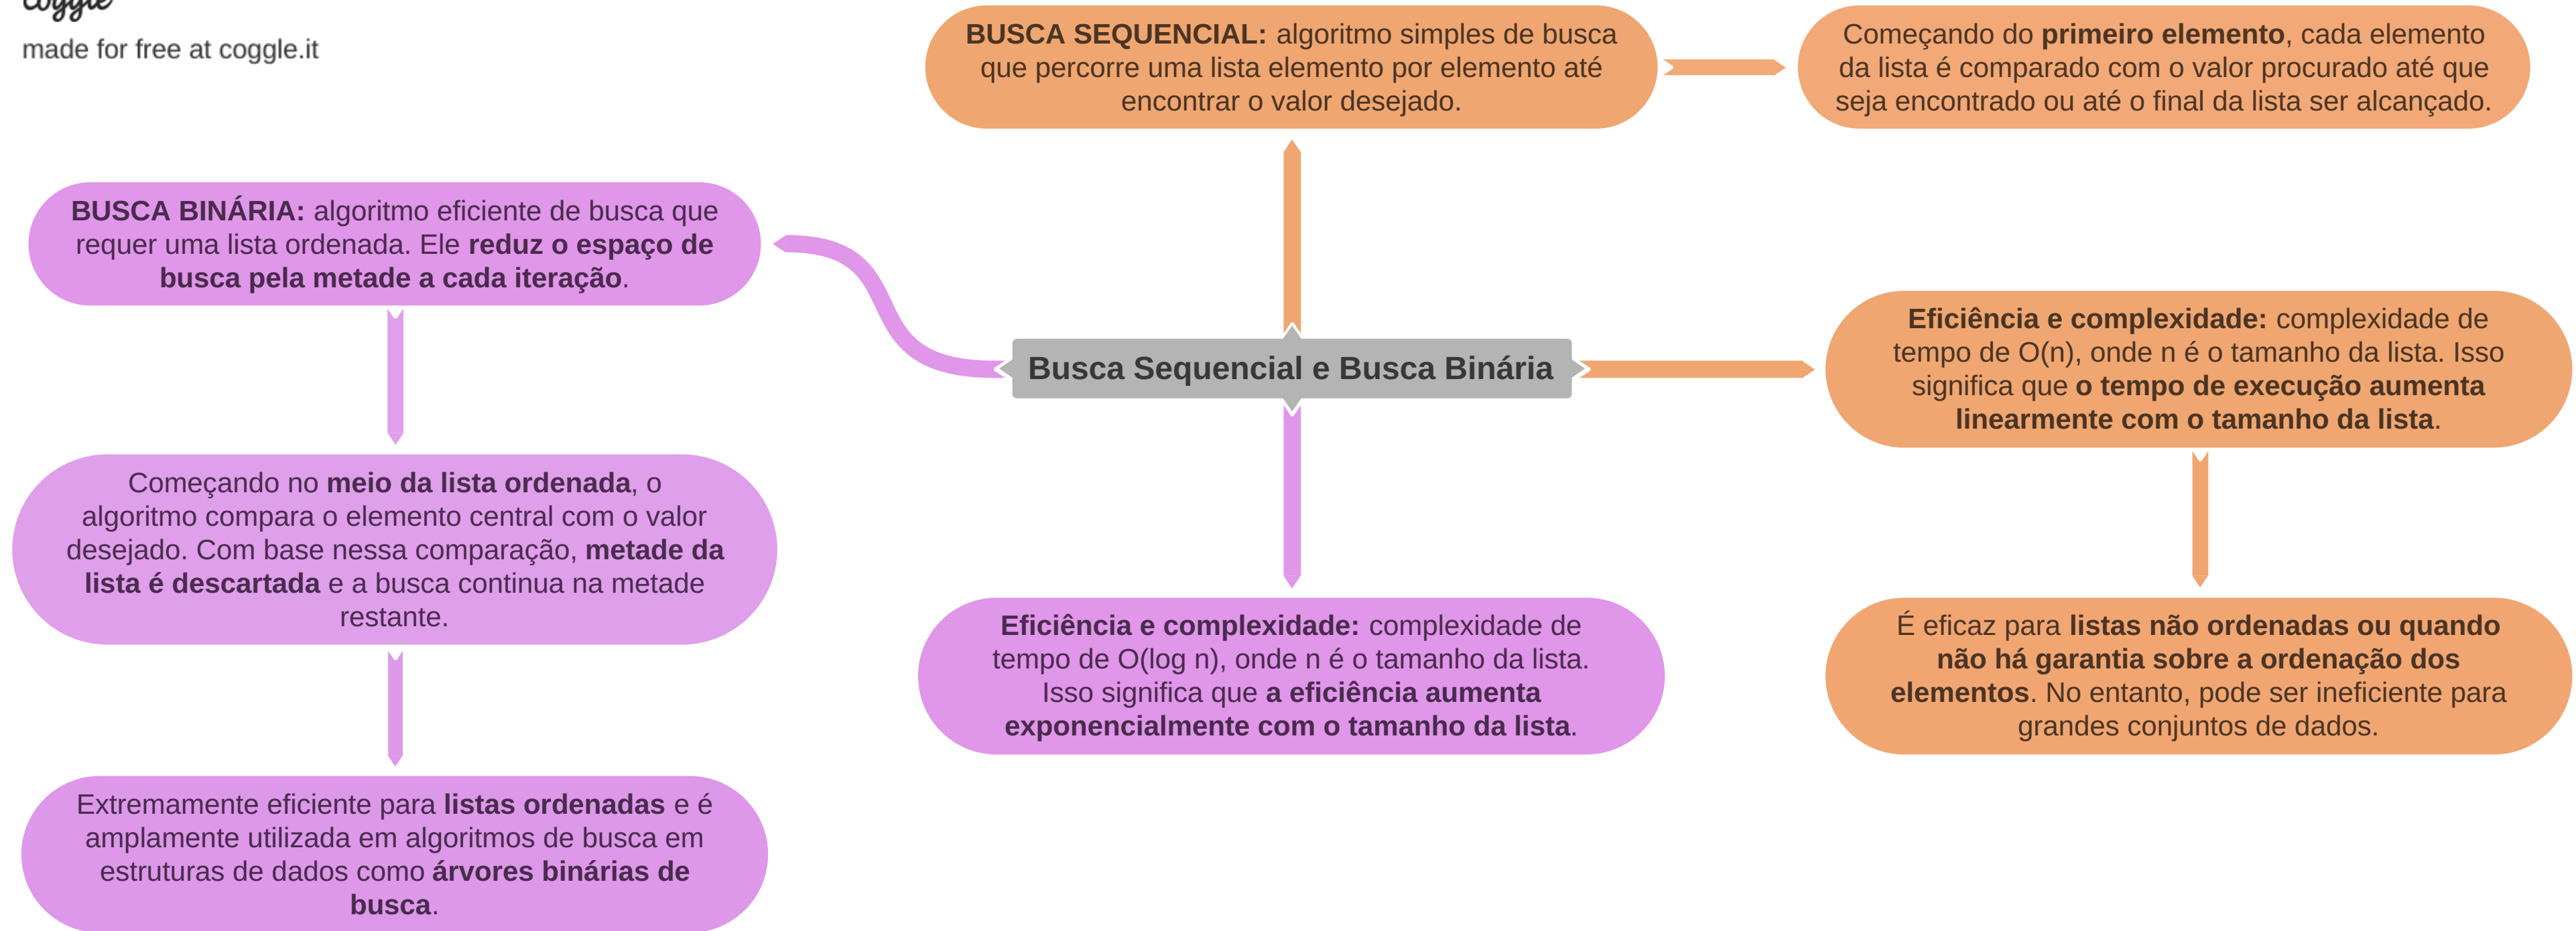 coggle
made for free at coggle.it
BUSCA SEQUENCIAL: algoritmo simples de busca
que percorre uma lista elemento por elemento até
encontrar o valor desejado.
Começando do primeiro elemento, cada elemento
da lista é comparado com o valor procurado até que
seja encontrado ou até o final da lista ser alcançado.
BUSCA BINÁRIA: algoritmo eficiente de busca que
requer uma lista ordenada. Ele reduz o espaço de
busca pela metade a cada iteração.
Busca Sequencial e Busca Binária
Eficiência e complexidade: complexidade de
tempo de O(n), onde n é o tamanho da lista. Isso
significa que o tempo de execução aumenta
linearmente com o tamanho da lista.
Começando no meio da lista ordenada, o
algoritmo compara o elemento central com o valor
desejado. Com base nessa comparação, metade da
lista é descartada e a busca continua na metade
restante.
Eficiência e complexidade: complexidade de
tempo de O(log n), onde n é o tamanho da lista.
Isso significa que a eficiência aumenta
exponencialmente com o tamanho da lista.
É eficaz para listas não ordenadas ou quando
não há garantia sobre a ordenação dos
elementos. No entanto, pode ser ineficiente para
grandes conjuntos de dados.
Extremamente eficiente para listas ordenadas e é
amplamente utilizada em algoritmos de busca em
estruturas de dados como árvores binárias de
busca.